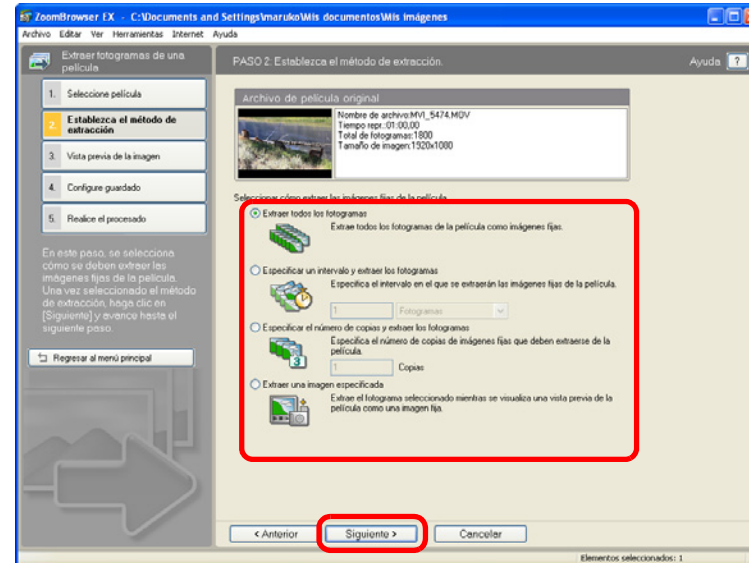 ZoomBrowser EX - C:\Documents and Settings\maruko\Mis documentos\Mis imágenes
Archivo Editar Ver Herramientas Internet Ayuda
Extraer fotogramas de una
película
PASO 2: Establezca el método de extracción.
Ayuda ?
1. Seleccione película
2. Establezca el método de
extracción
3. Vista previa de la imagen
4. Configure guardado
5. Realice el procesado
En este paso, se selecciona
cómo se deben extraer las
imágenes fijas de la película.
Una vez seleccionado el método
de extracción, haga clic en
[Siguiente] y avance hasta el
siguiente paso.
Regresar al menú principal
Archivo de película original
Nombre de archivo:MVI_5474.MOV
Tiempo repr.:01:00,00
Total de fotogramas:1800
Tamaño de imagen:1920x1080
Seleccionar cómo extraer las imágenes fijas de la película
Extraer todos los fotogramas
Extrae todos los fotogramas de la película como imágenes fijas.
Especificar un intervalo y extraer los fotogramas
Especifica el intervalo en el que se extraerán las imágenes fijas de la película.
1 Fotogramas
Especificar el número de copias y extraer los fotogramas
Especifica el número de copias de imágenes fijas que deben extraerse de la
película.
3
1 Copias
Extraer una imagen especificada
Extrae el fotograma seleccionado mientras se visualiza una vista previa de la
película como una imagen fija.
< Anterior Siguiente > Cancelar
Elementos seleccionados: 1